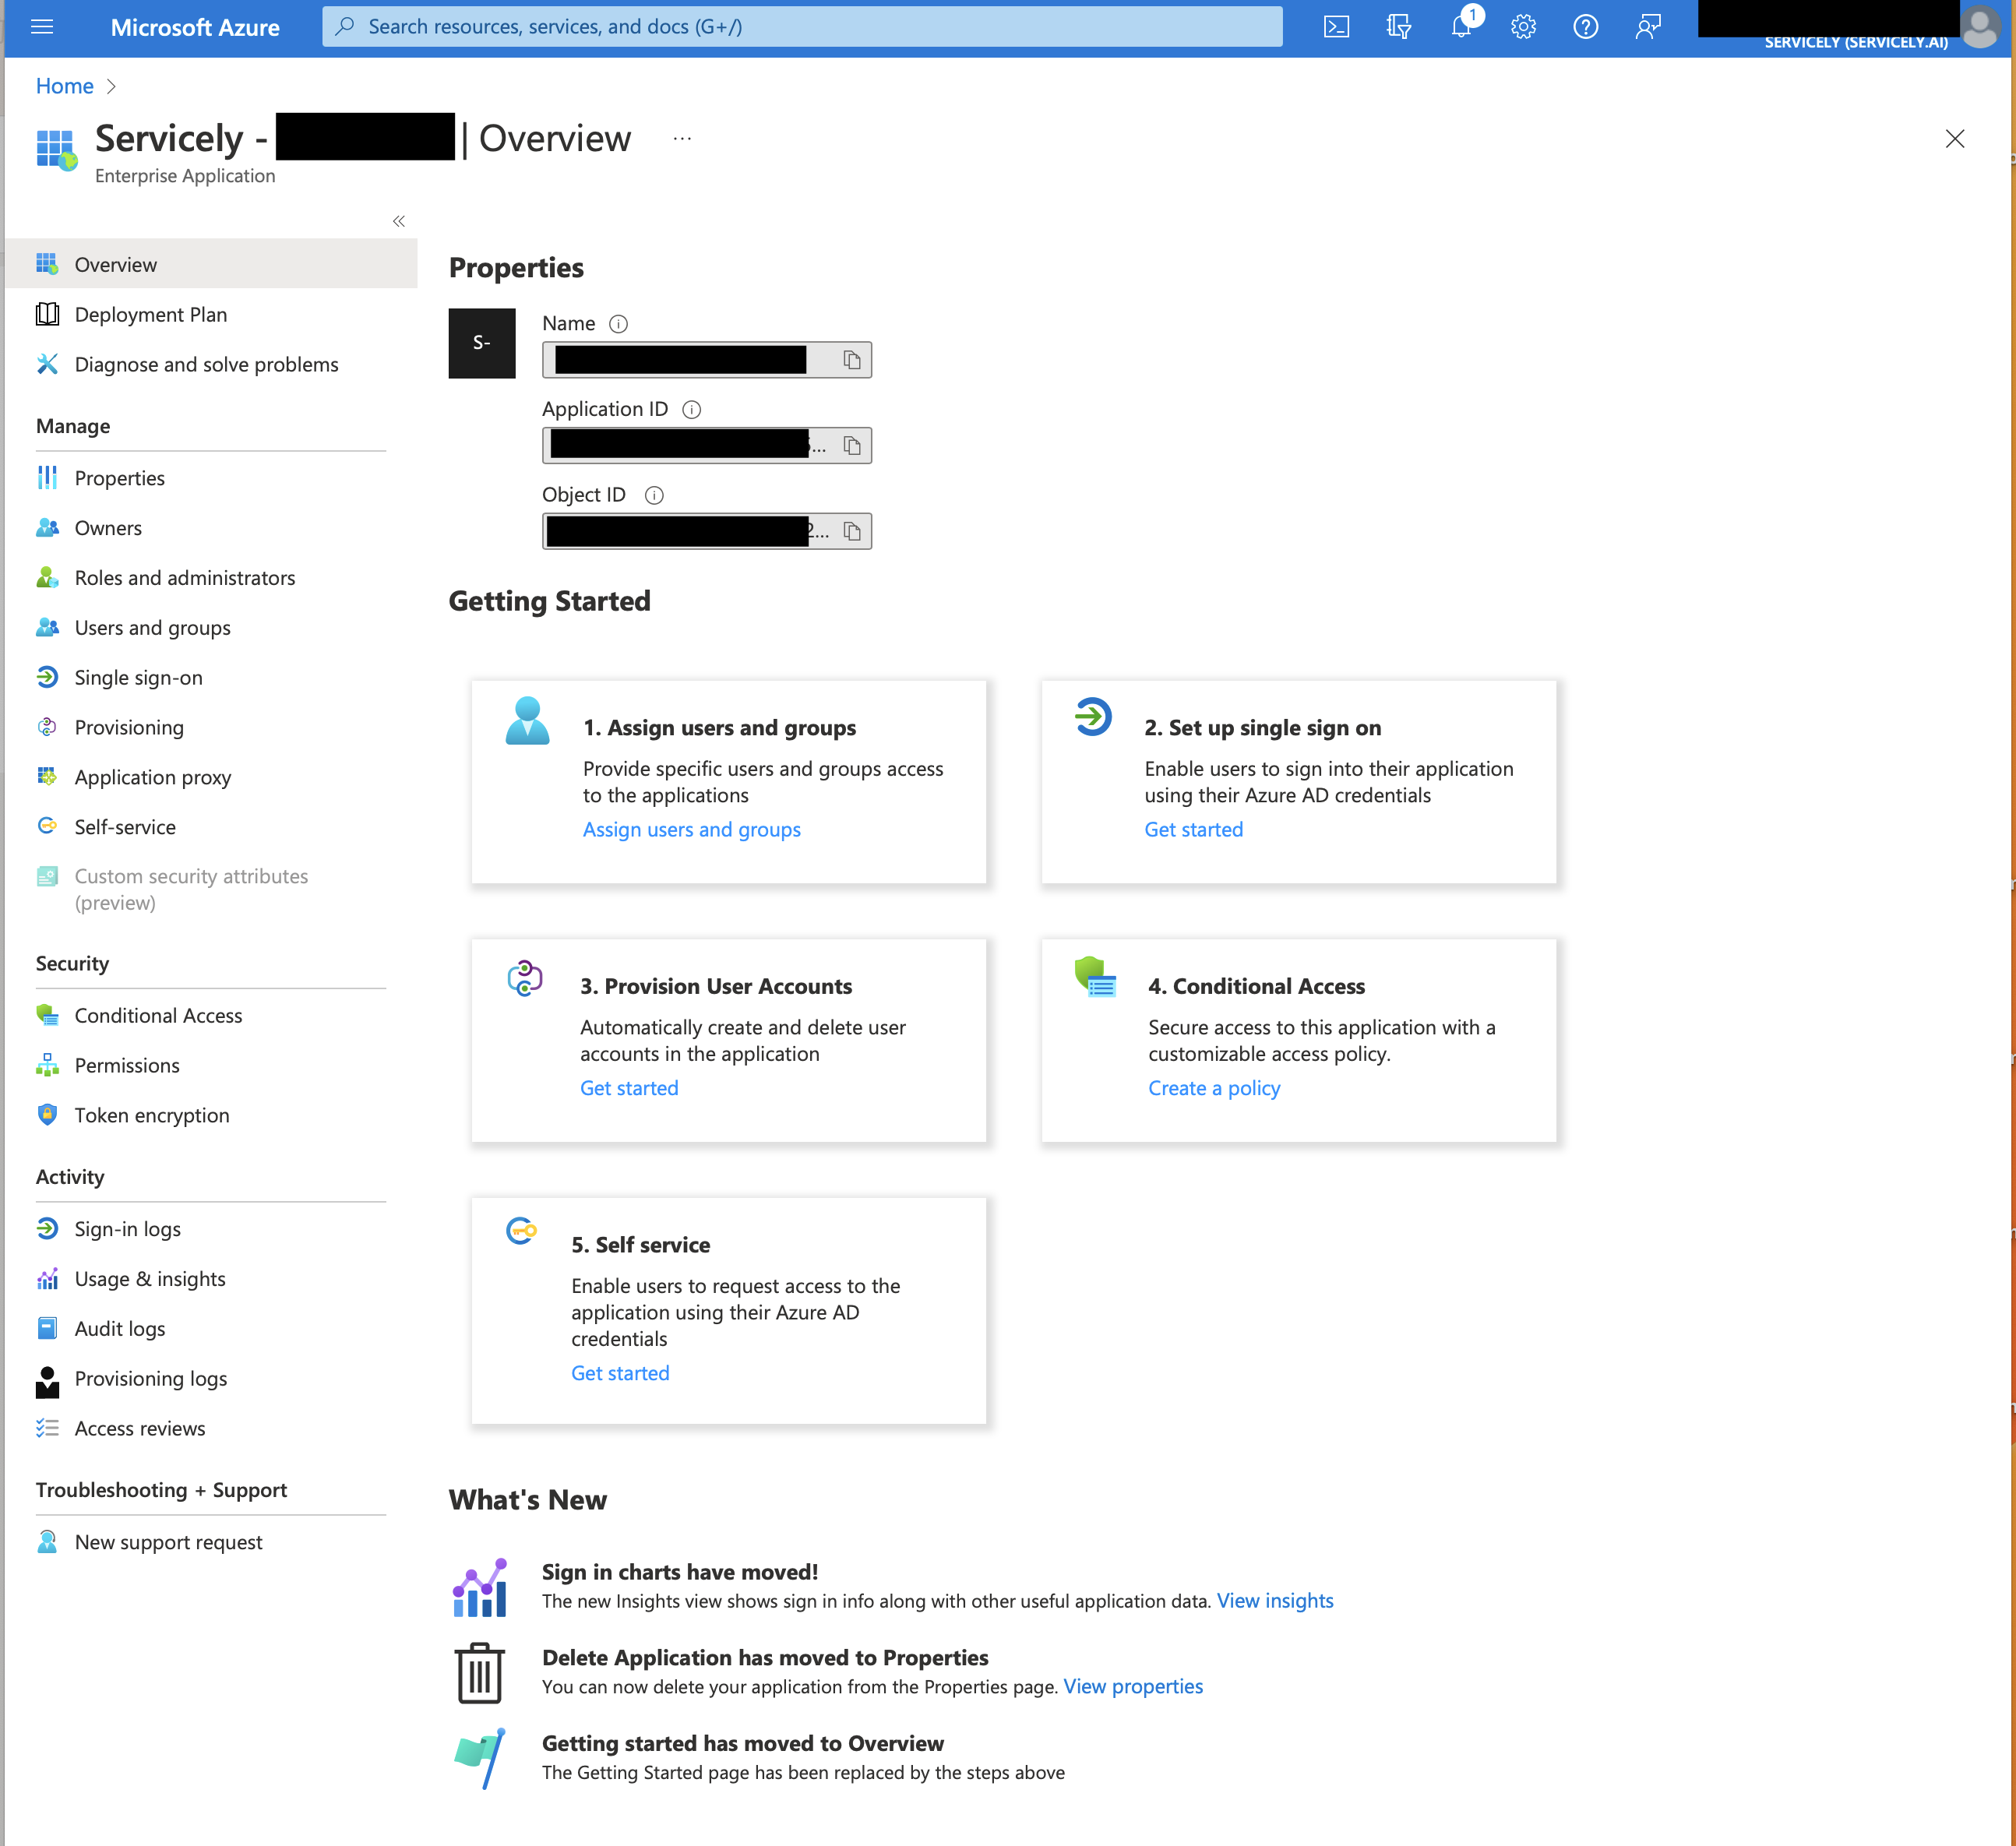 Microsoft Azure
Search resources, services, and docs (G+/)
1
SERVICELY (SERVICELY.AI)
Home
Servicely - | Overview
...
Enterprise Application
Overview
Deployment Plan
Diagnose and solve problems
Manage
Properties
Owners
Roles and administrators
Users and groups
Single sign-on
Provisioning
Application proxy
Self-service
Custom security attributes
(preview)
Security
Conditional Access
Permissions
Token encryption
Activity
Sign-in logs
Usage & insights
Audit logs
Provisioning logs
Access reviews
Troubleshooting + Support
New support request
Properties
S-
Name
Application ID
...
Object ID
2...
Getting Started
1. Assign users and groups
Provide specific users and groups access
to the applications
Assign users and groups
2. Set up single sign on
Enable users to sign into their application
using their Azure AD credentials
Get started
3. Provision User Accounts
Automatically create and delete user
accounts in the application
Get started
4. Conditional Access
Secure access to this application with a
customizable access policy.
Create a policy
5. Self service
Enable users to request access to the
application using their Azure AD
credentials
Get started
What's New
Sign in charts have moved!
The new Insights view shows sign in info along with other useful application data. View insights
Delete Application has moved to Properties
You can now delete your application from the Properties page. View properties
Getting started has moved to Overview
The Getting Started page has been replaced by the steps above